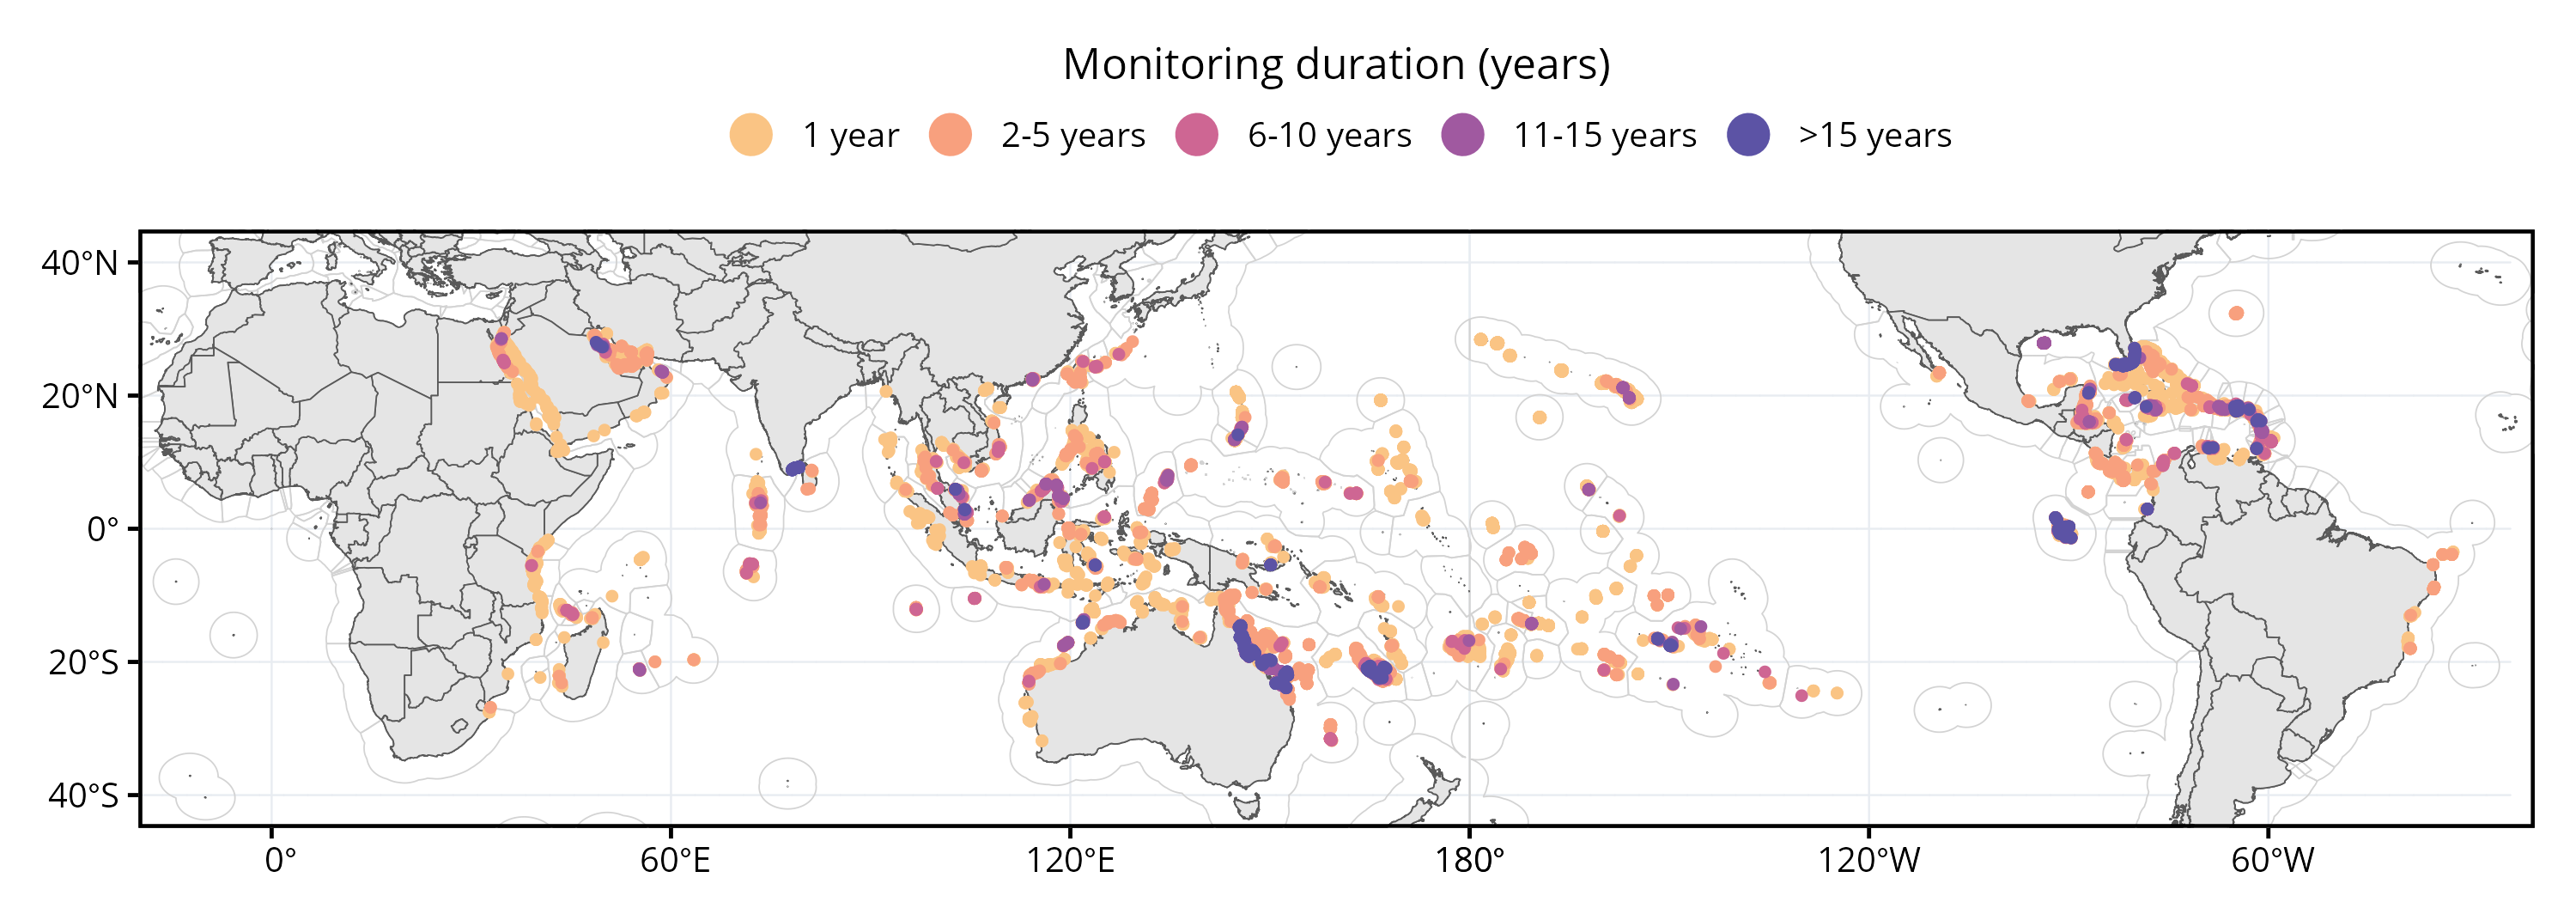 Monitoring duration (years)
1 year 2-5 years 6-10 years 11-15 years >15 years
40°N
20°N
0°
20°S
40°S
0° 60°E 120°E 180° 120°W 60°W